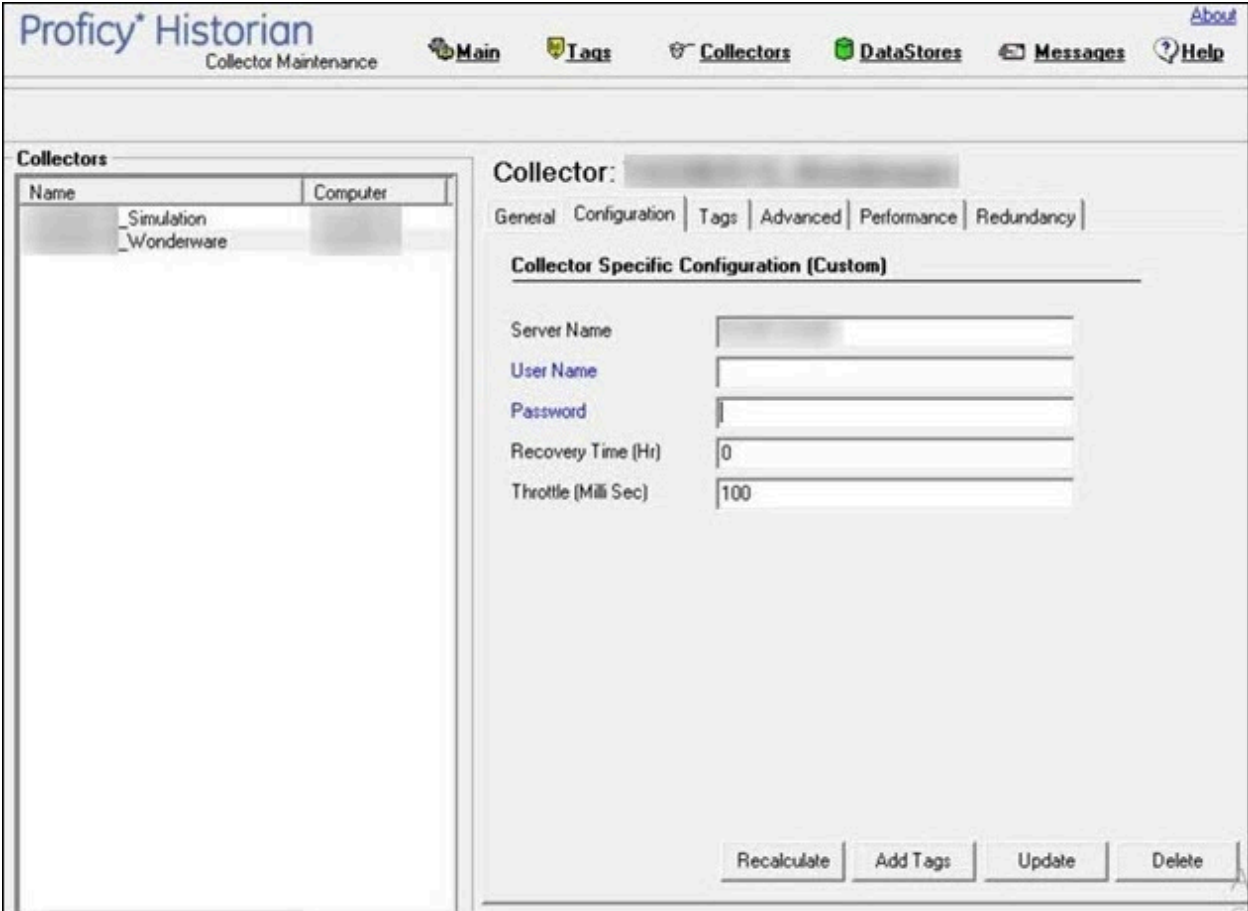 About
Proficy* Historian
Collector Maintenance
Main Tags Collectors DataStores Messages Help
Collectors
Name Computer
_Simulation
_Wonderware
Collector:
General Configuration Tags Advanced Performance Redundancy
Collector Specific Configuration (Custom)
Server Name
User Name
Password
Recovery Time (Hr) 0
Throttle (Milli Sec) 100
Recalculate Add Tags Update Delete